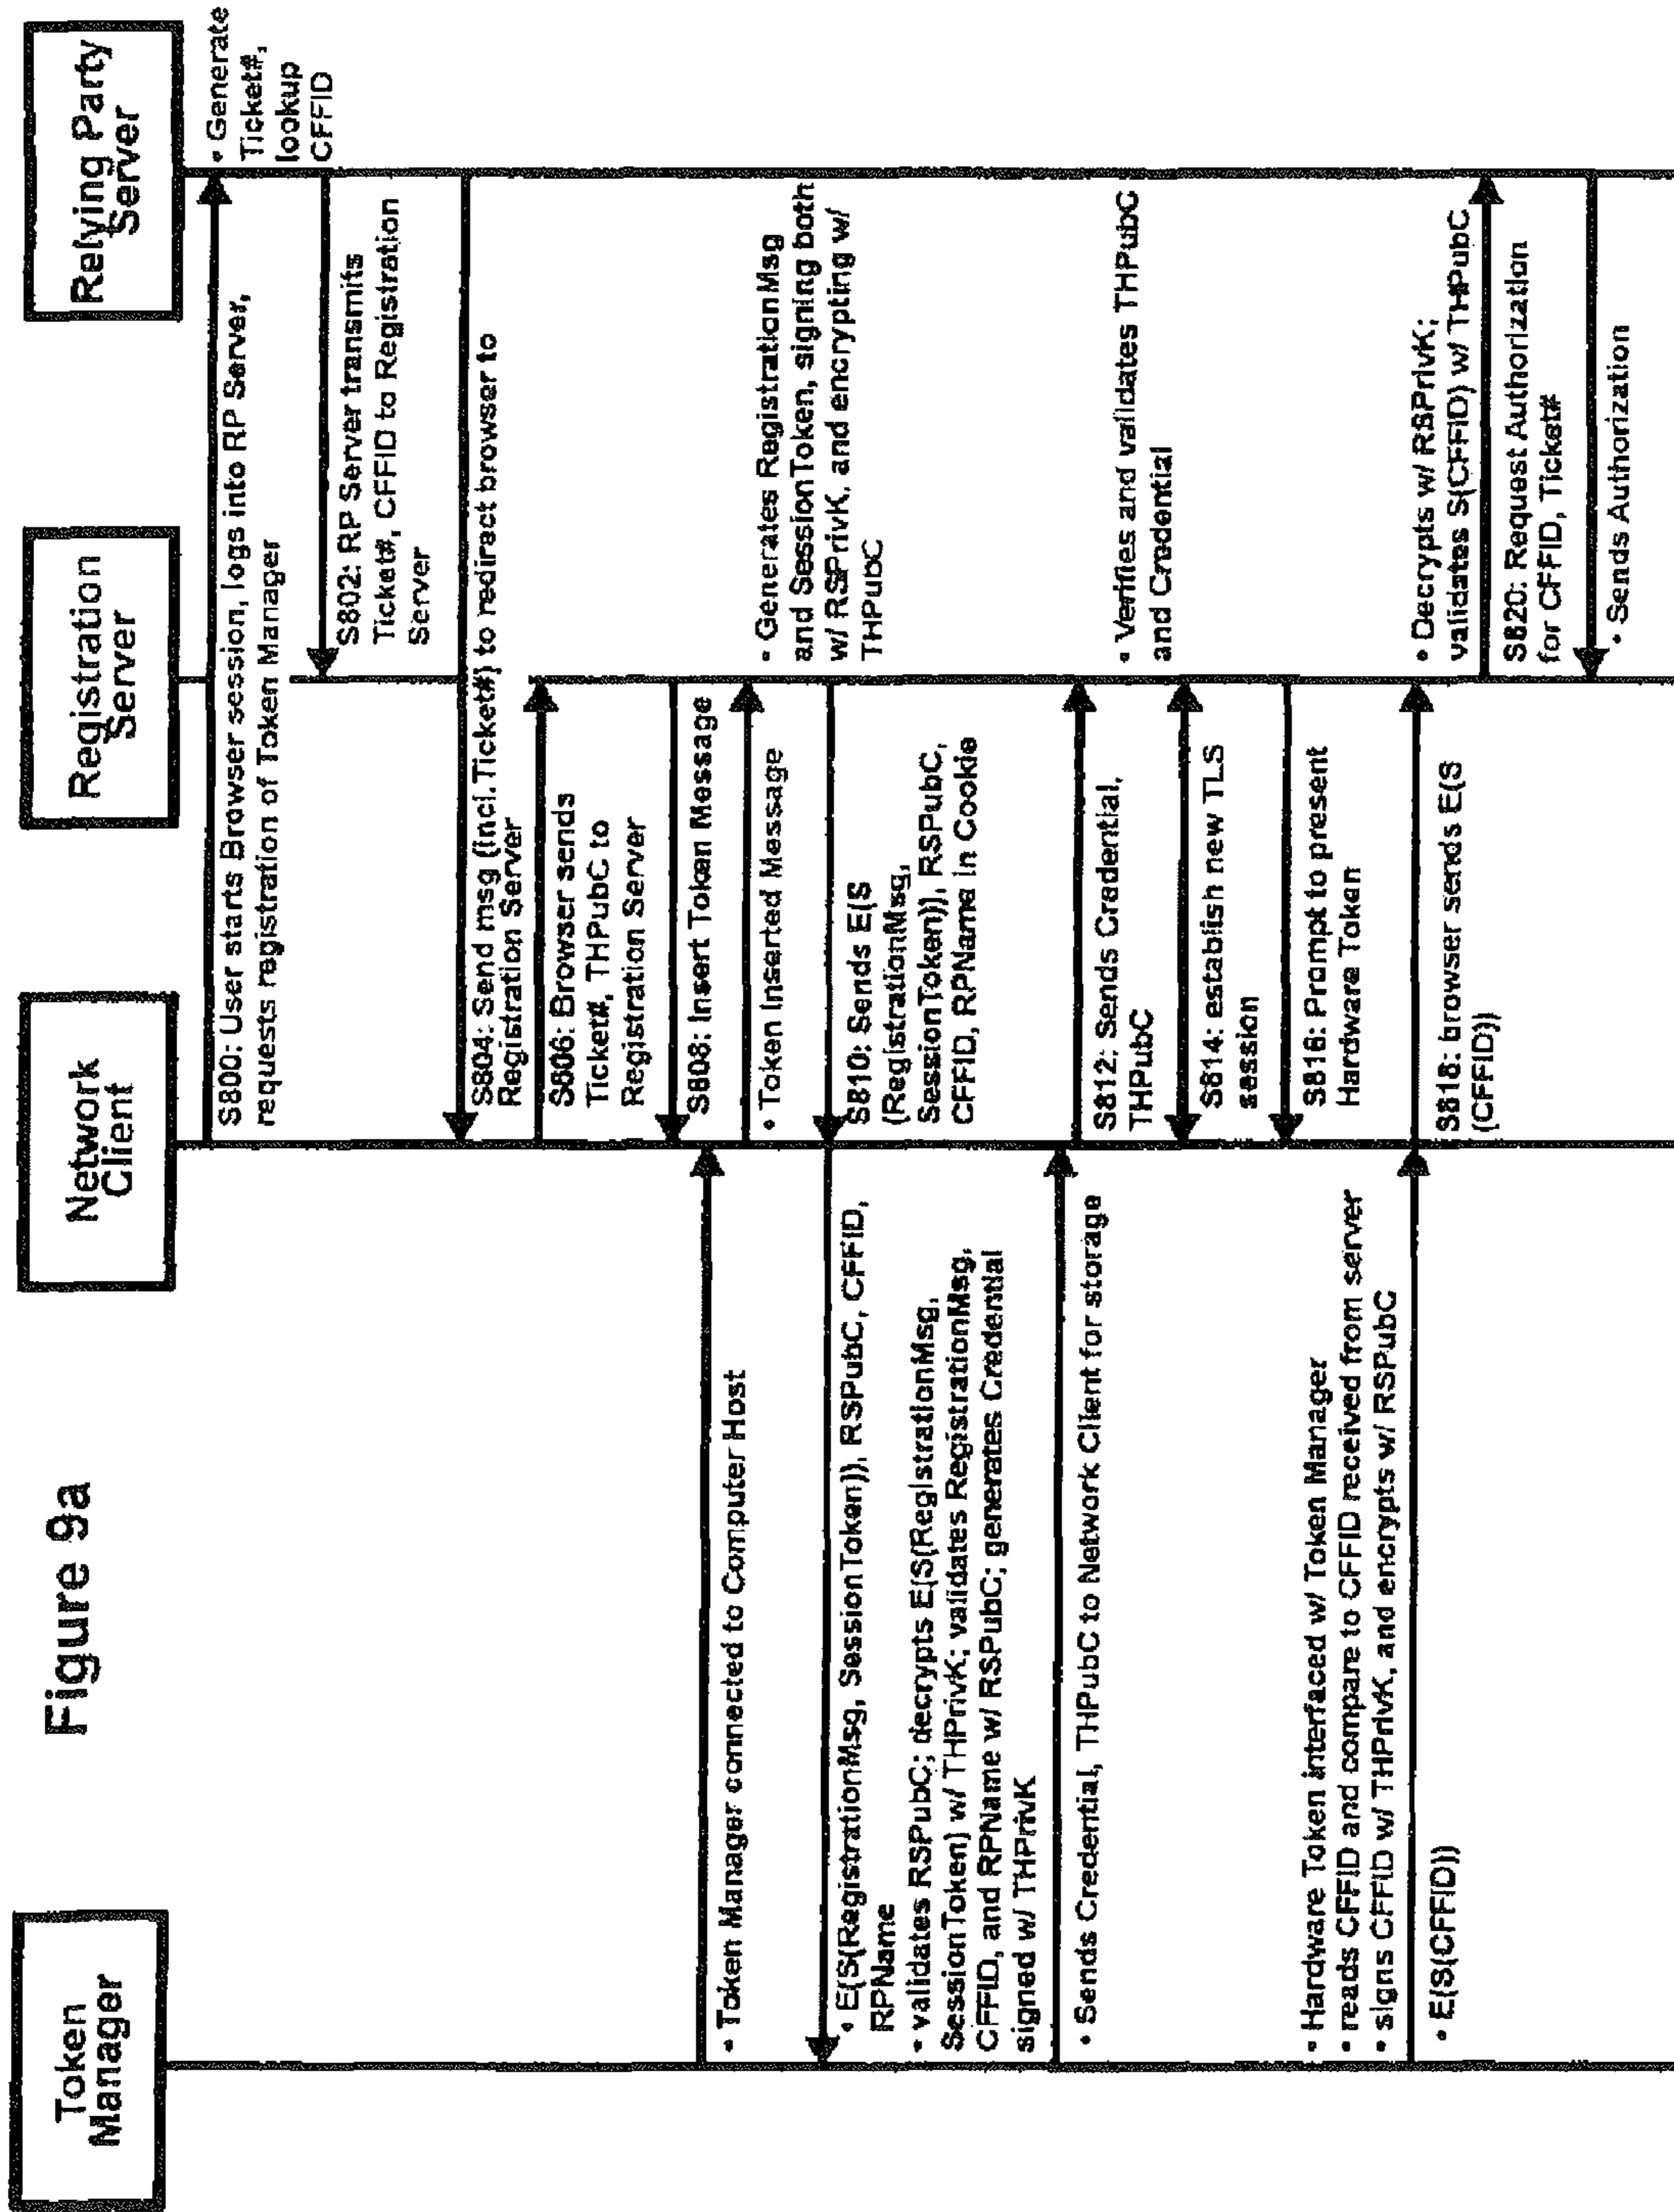 Figure 9a
Token
Manager
Network
Client
Registration
Server
Relying Party
Server
• Generate
Ticket#,
lookup
CFFID
S800: User starts Browser session, logs into RP Server,
requests registration of Token Manager
S802: RP Server transmits
Ticket#, CFFID to Registration
Server
S804: Send msg (incl.Ticket#) to redirect browser to
Registration Server
S806: Browser sends
Ticket#, THPubC to
Registration Server
• Token Manager connected to Computer Host
S808: Insert Token Message
• Token Inserted Message
• Generates RegistrationMsg
and SessionToken, signing both
w/ RSPrivK, and encrypting w/
THPubC
S810: Sends E(S
(RegistrationMsg,
SessionToken)), RSPubC,
CFFID, RPName in Cookie
• E(S(RegistrationMsg, SessionToken)), RSPubC, CFFID,
RPName
• validates RSPubC; decrypts E(S(RegistrationMsg,
SessionToken) w/ THPrivK; validates RegistrationMsg,
CFFID, and RPName w/ RSPubC; generates Credential
signed w/ THPrivK
• Sends Credential, THPubC to Network Client for storage
S812: Sends Credential,
THPubC
• Verifies and validates THPubC
and Credential
S814: establish new TLS
session
S816: Prompt to present
Hardware Token
• Hardware Token interfaced w/ Token Manager
• reads CFFID and compare to CFFID received from server
• signs CFFID w/ THPrivK, and encrypts w/ RSPubC
• E(S(CFFID))
S818: browser sends E(S
(CFFID))
• Decrypts w/ RSPrivK;
validates S(CFFID) w/ THPubC
S820: Request Authorization
for CFFID, Ticket#
• Sends Authorization